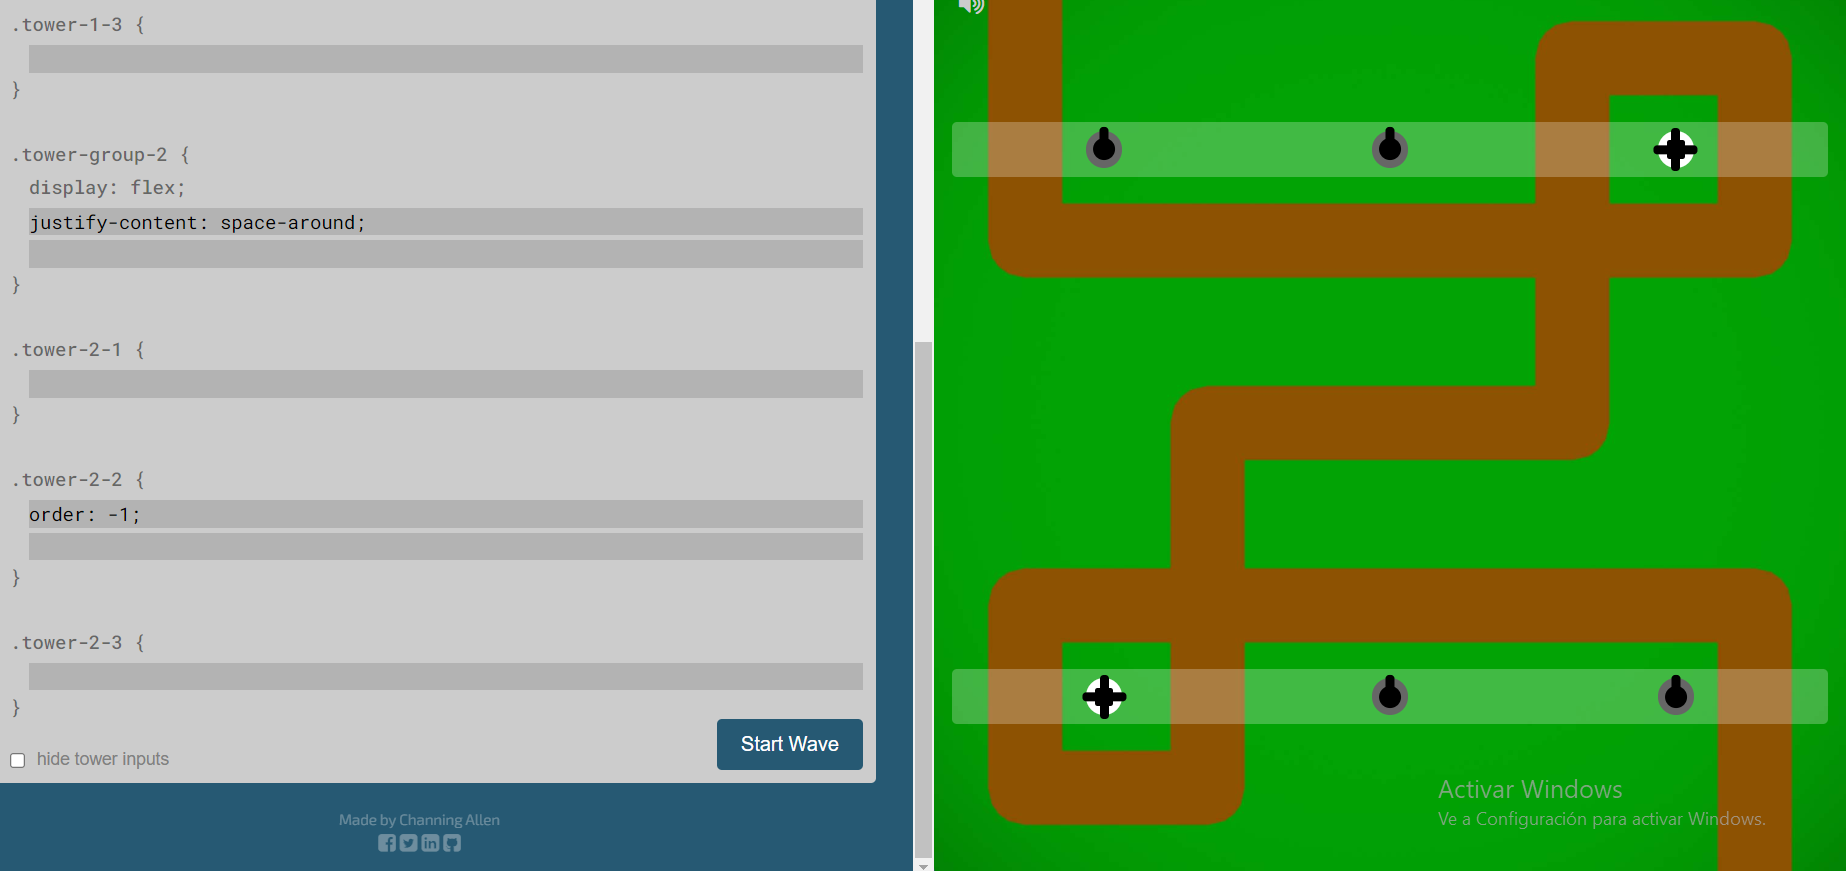 .tower-1-3 {
}
.tower-group-2 {
display: flex;
justify-content: space-around;
}
.tower-2-1 {
}
.tower-2-2 {
order: -1;
}
.tower-2-3 {
}
hide tower inputs
Start Wave
Made by Channing Allen
Activar Windows
Ve a Configuración para activar Windows.